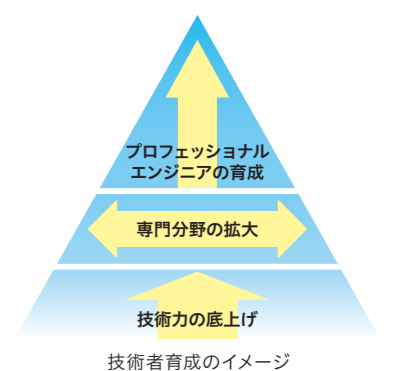 プロフェッショナル
エンジニアの育成
専門分野の拡大
技術力の底上げ
技術者育成のイメージ